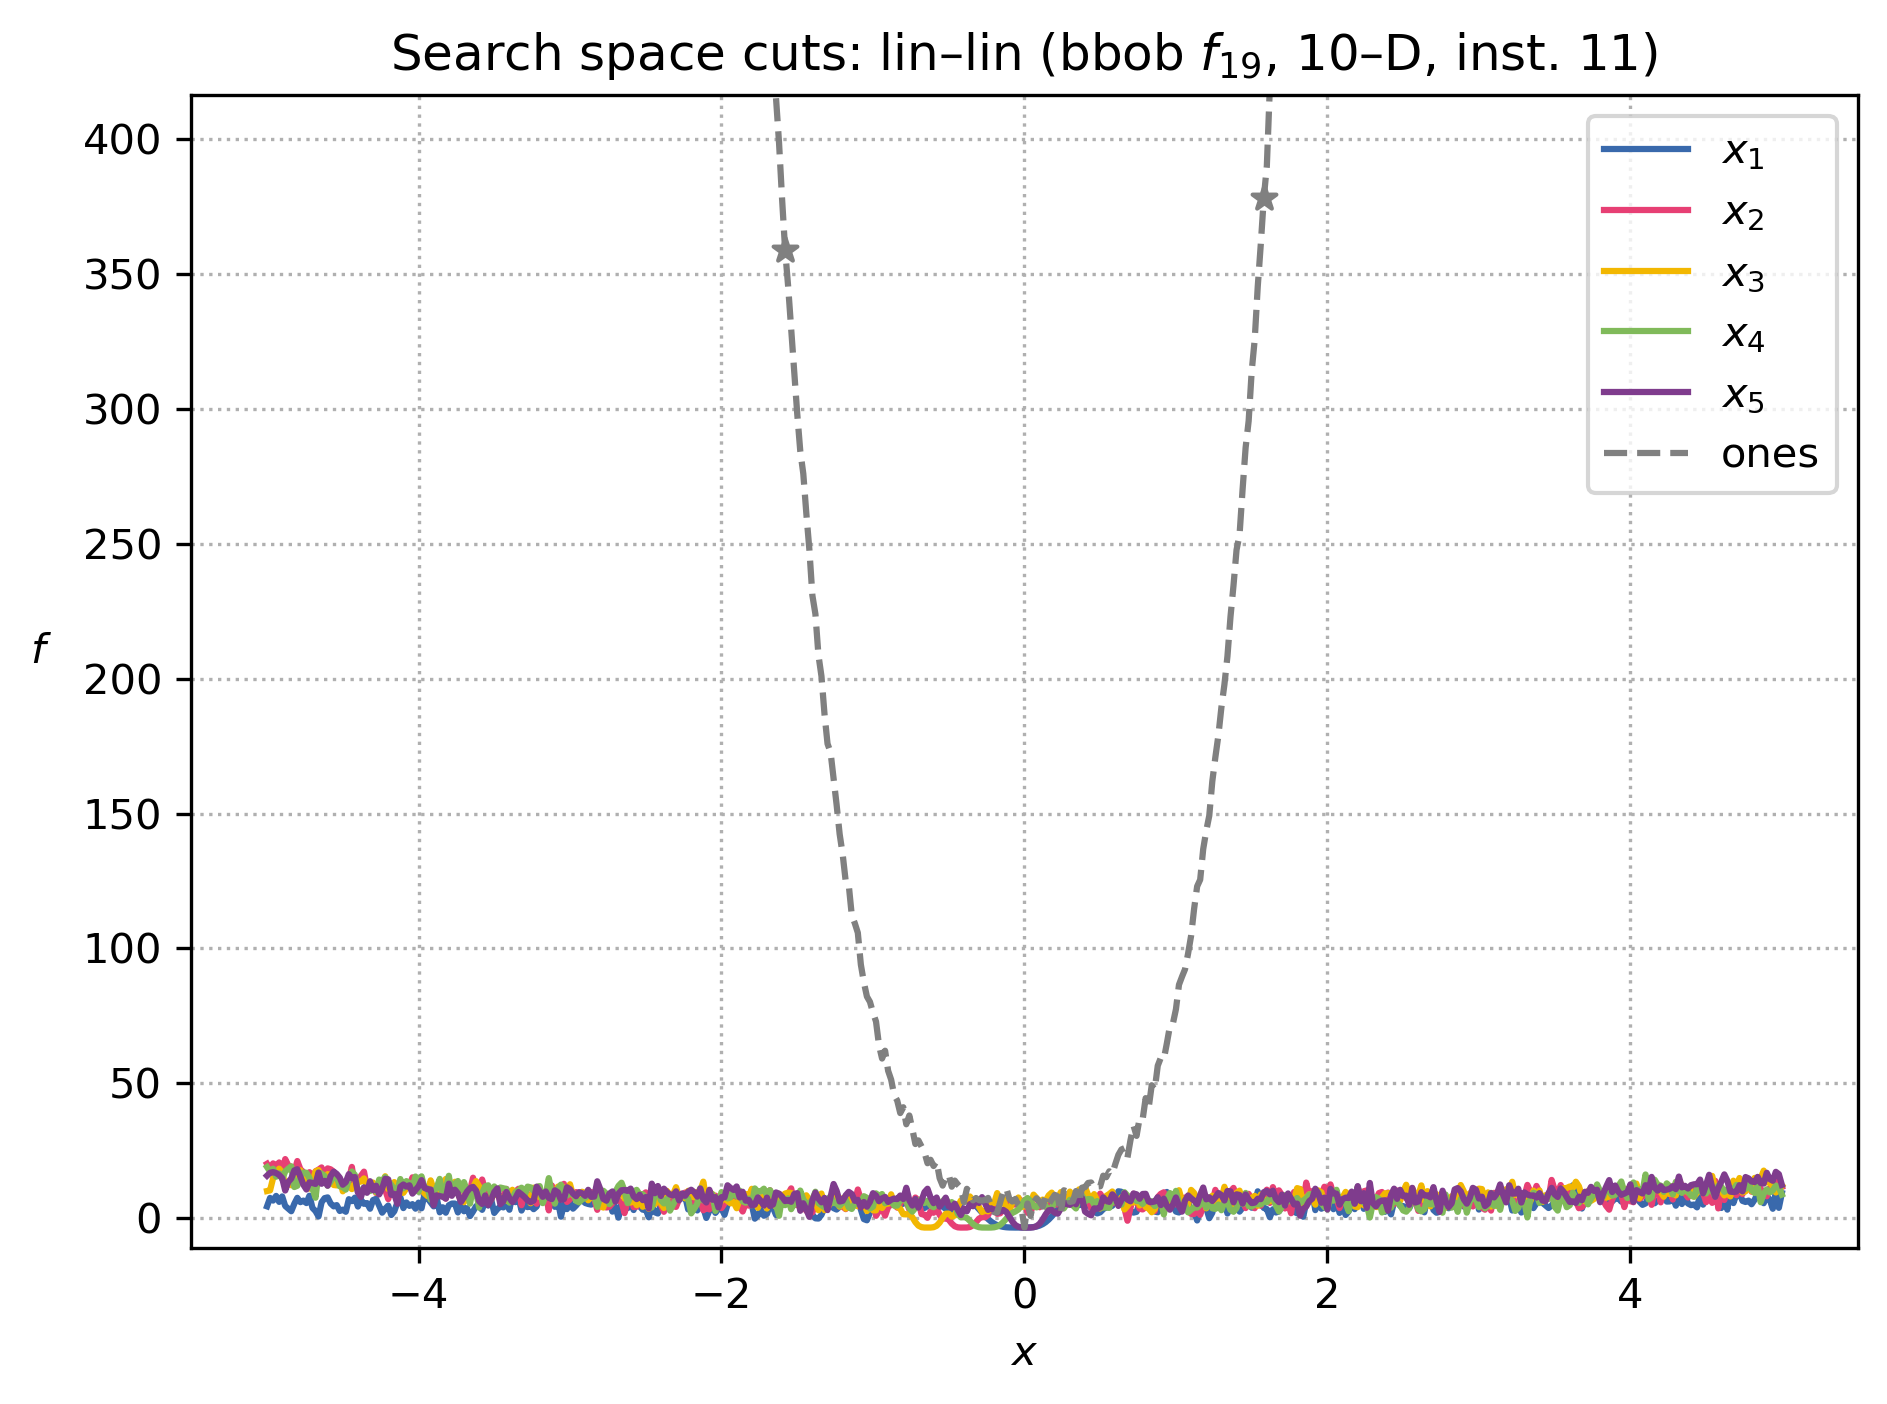 Search space cuts: lin–lin (bbob f₁₉, 10–D, inst. 11)
400
350
300
250
200
150
100
50
0
f
−4
−2
0
2
4
x
x₁
x₂
x₃
x₄
x₅
ones